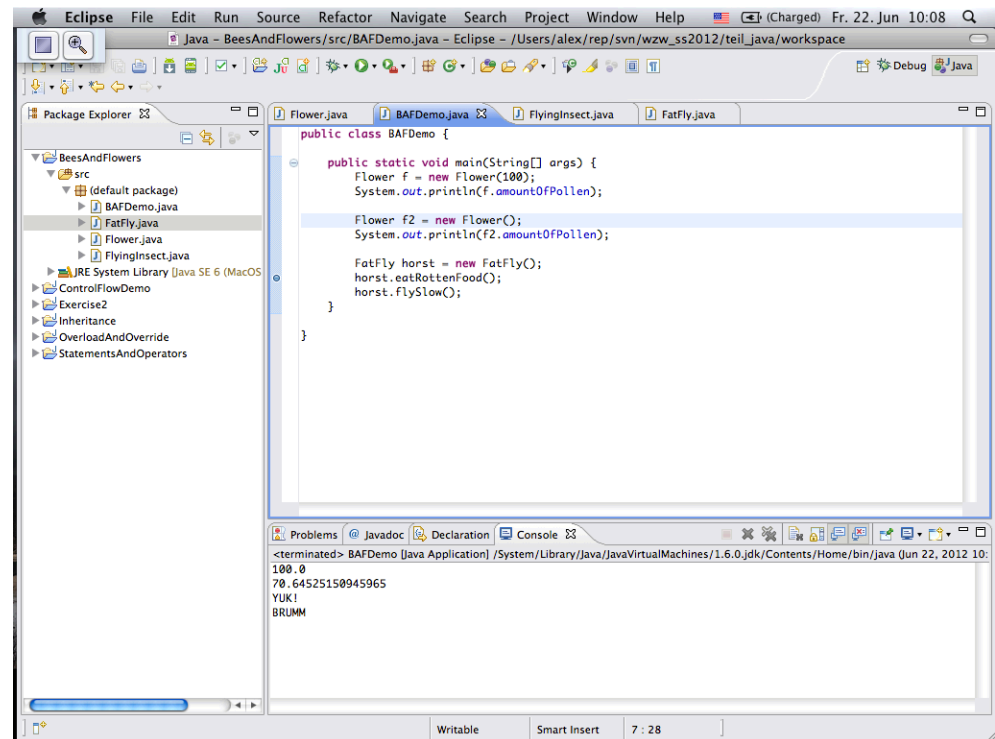 Eclipse File Edit Run Source Refactor Navigate Search Project Window Help (Charged) Fr. 22. Jun 10:08
Java – BeesAndFlowers/src/BAFDemo.java – Eclipse – /Users/alex/rep/svn/wzw_ss2012/teil_java/workspace
Debug Java
Package Explorer
BeesAndFlowers
src
(default package)
BAFDemo.java
FatFly.java
Flower.java
FlyingInsect.java
JRE System Library [Java SE 6 (MacOS
ControlFlowDemo
Exercise2
Inheritance
OverloadAndOverride
StatementsAndOperators
Flower.java BAFDemo.java FlyingInsect.java FatFly.java
public class BAFDemo {
public static void main(String[] args) {
Flower f = new Flower(100);
System.out.println(f.amountOfPollen);
Flower f2 = new Flower();
System.out.println(f2.amountOfPollen);
FatFly horst = new FatFly();
horst.eatRottenFood();
horst.flySlow();
}
}
Problems @ Javadoc Declaration Console
<terminated> BAFDemo [Java Application] /System/Library/Java/JavaVirtualMachines/1.6.0.jdk/Contents/Home/bin/java (Jun 22, 2012 10:
100.0
70.64525150945965
YUK!
BRUMM
Writable Smart Insert 7 : 28